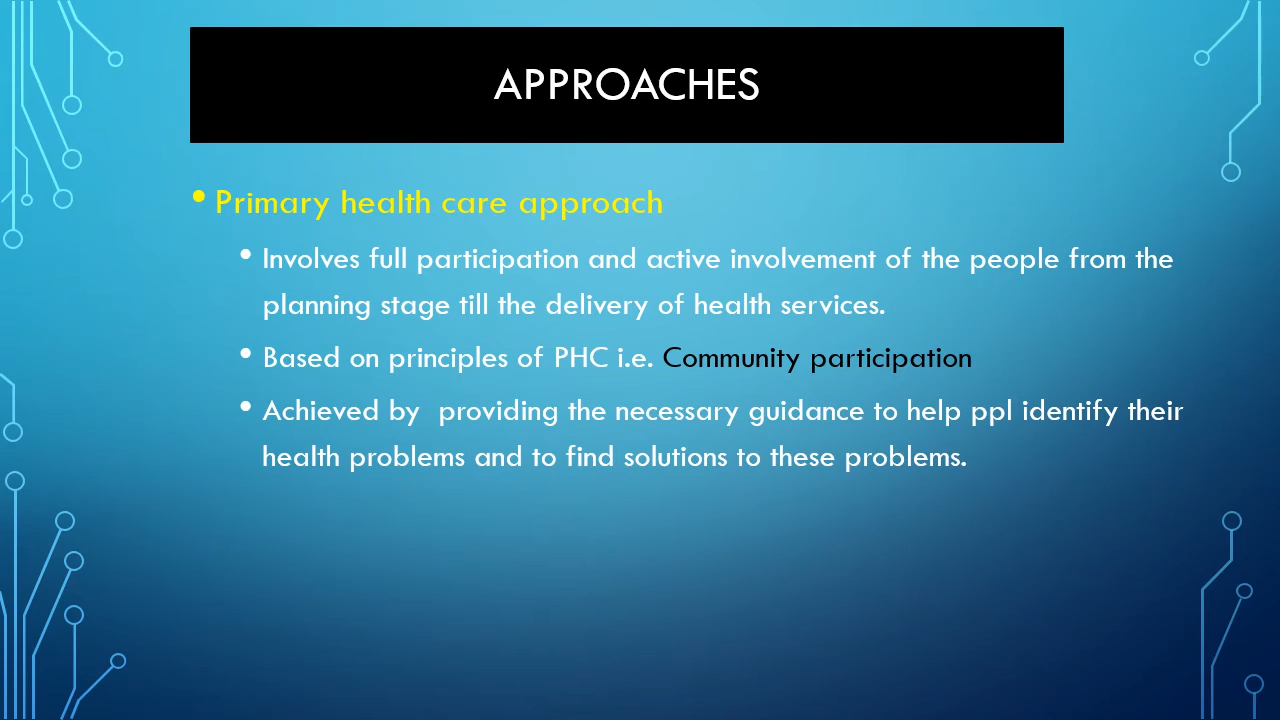 APPROACHES
• Primary health care approach
• Involves full participation and active involvement of the people from the
planning stage till the delivery of health services.
• Based on principles of PHC i.e. Community participation
• Achieved by  providing the necessary guidance to help ppl identify their
health problems and to find solutions to these problems.